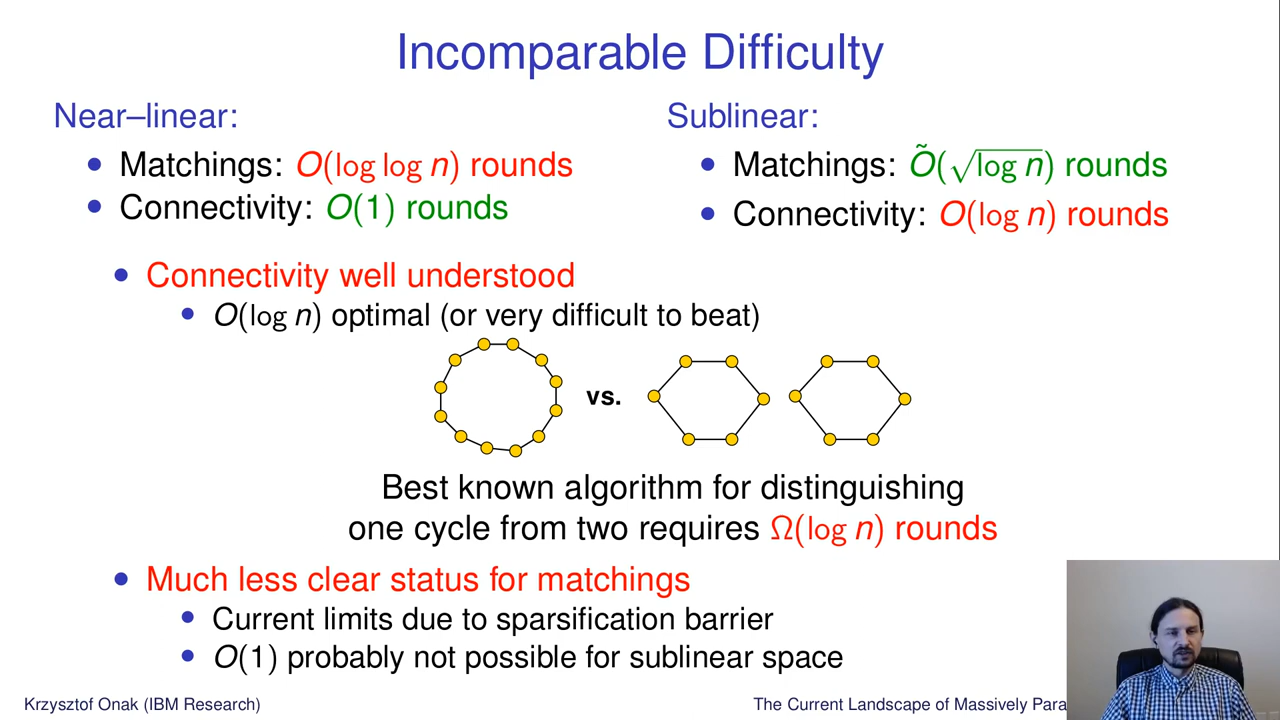 Incomparable Difficulty
Near–linear:
• Matchings: O(log log n) rounds
• Connectivity: O(1) rounds
Sublinear:
• Matchings: Õ(√log n) rounds
• Connectivity: O(log n) rounds
• Connectivity well understood
• O(log n) optimal (or very difficult to beat)
vs.
Best known algorithm for distinguishing
one cycle from two requires Ω(log n) rounds
• Much less clear status for matchings
• Current limits due to sparsification barrier
• O(1) probably not possible for sublinear space
Krzysztof Onak (IBM Research)
The Current Landscape of Massively Para